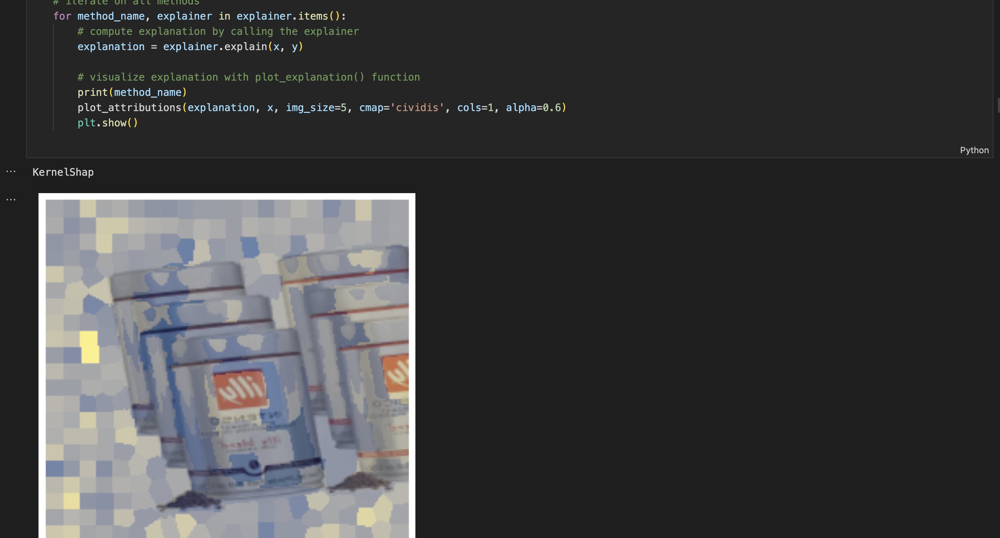 # iterate on all methods
for method_name, explainer in explainer.items():
# compute explanation by calling the explainer
explanation = explainer.explain(x, y)
# visualize explanation with plot_explanation() function
print(method_name)
plot_attributions(explanation, x, img_size=5, cmap='cividis', cols=1, alpha=0.6)
plt.show()
Python
...
KernelShap
...
illy